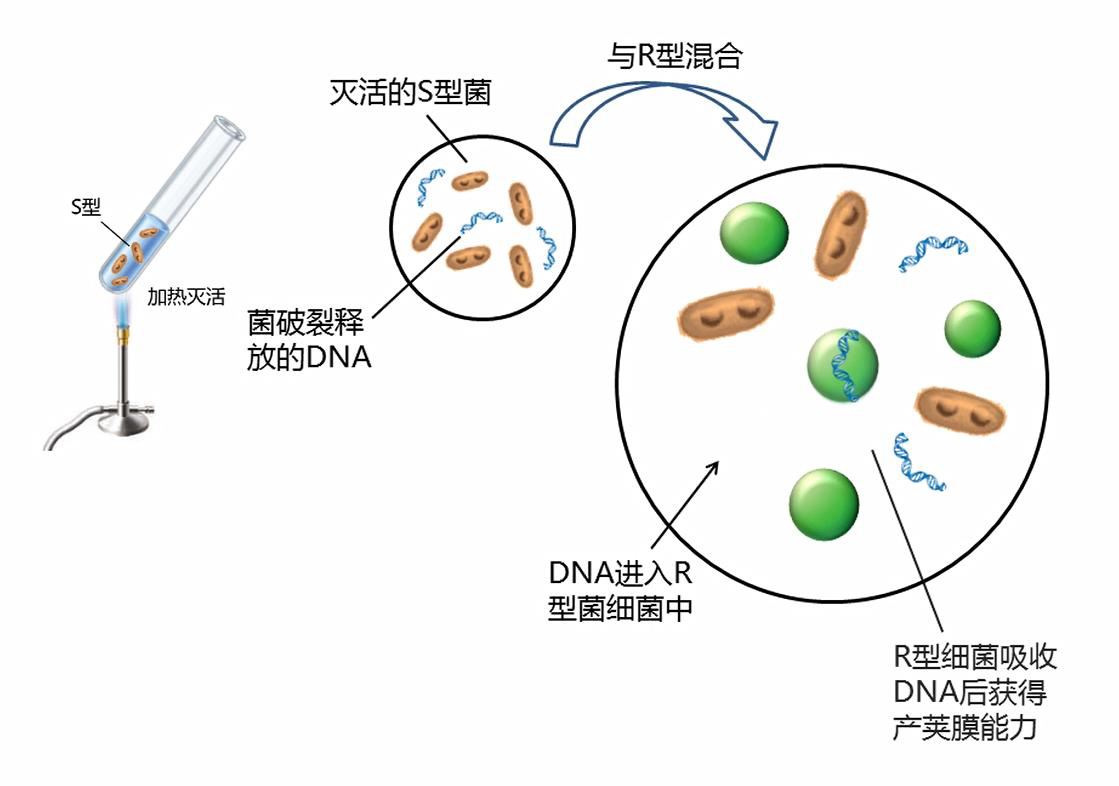 与R型混合
灭活的S型菌
S型
加热灭活
菌破裂释
放的DNA
DNA进入R
型菌细菌中
R型细菌吸收
DNA后获得
产荚膜能力